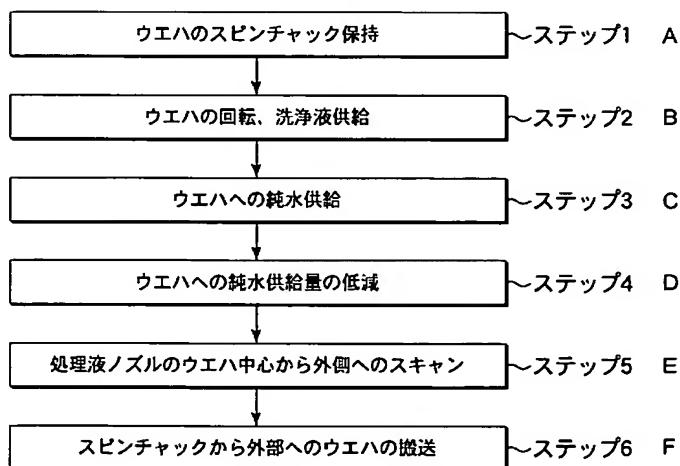 ウエハのスピンチャック保持 ～ステップ1 A
ウエハの回転、洗浄液供給 ～ステップ2 B
ウエハへの純水供給 ～ステップ3 C
ウエハへの純水供給量の低減 ～ステップ4 D
処理液ノズルのウエハ中心から外側へのスキャン ～ステップ5 E
スピンチャックから外部へのウエハの搬送 ～ステップ6 F